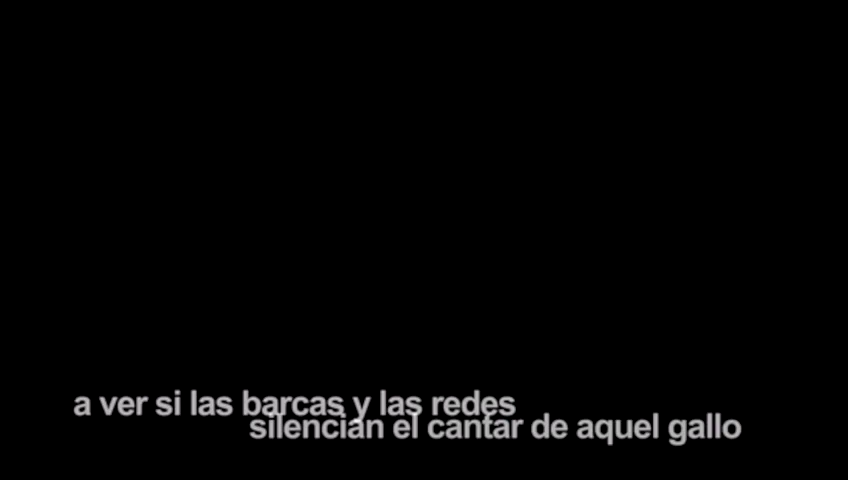 a ver si las barcas y las redes
silencian el cantar de aquel gallo